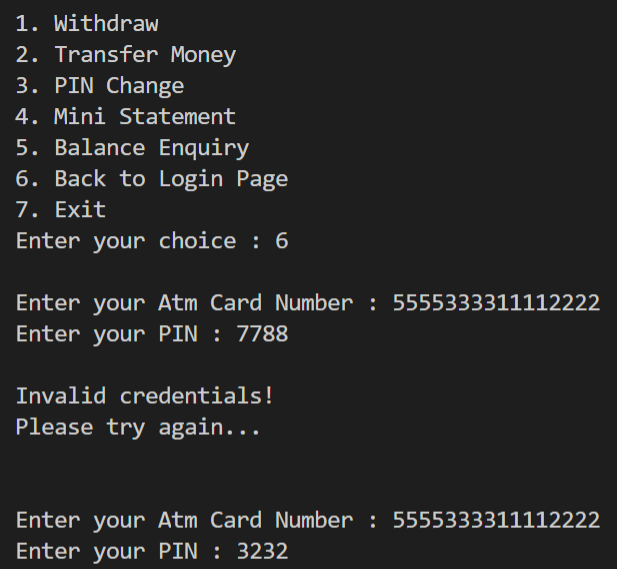 1. Withdraw
2. Transfer Money
3. PIN Change
4. Mini Statement
5. Balance Enquiry
6. Back to Login Page
7. Exit
Enter your choice : 6
Enter your Atm Card Number : 5555333311112222
Enter your PIN : 7788
Invalid credentials!
Please try again...
Enter your Atm Card Number : 5555333311112222
Enter your PIN : 3232